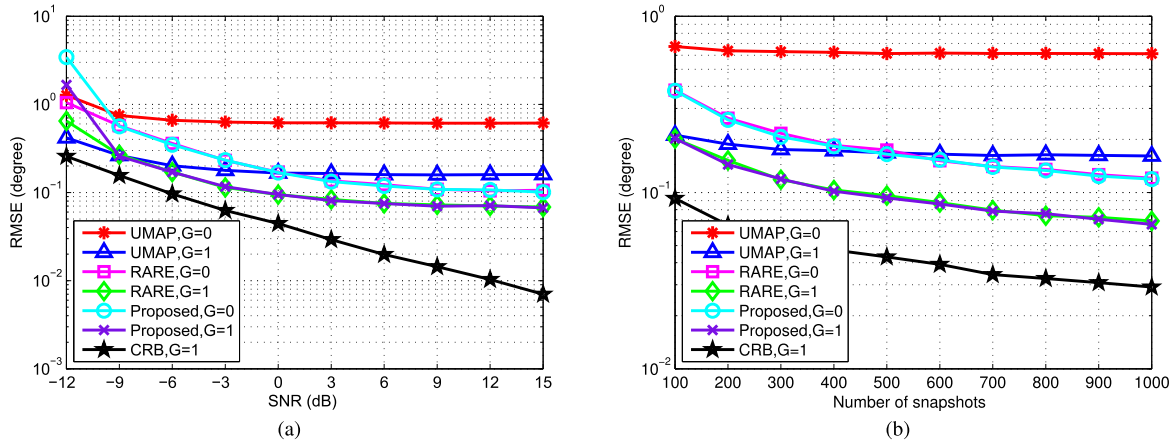 10^1
10^0
10^-1
10^-2
10^-3
RMSE (degree)
UMAP,G=0
UMAP,G=1
RARE,G=0
RARE,G=1
Proposed,G=0
Proposed,G=1
CRB,G=1
−12 −9 −6 −3 0 3 6 9 12 15
SNR (dB)
(a)
10^0
10^-1
10^-2
RMSE (degree)
UMAP,G=0
UMAP,G=1
RARE,G=0
RARE,G=1
Proposed,G=0
Proposed,G=1
CRB,G=1
100 200 300 400 500 600 700 800 900 1000
Number of snapshots
(b)